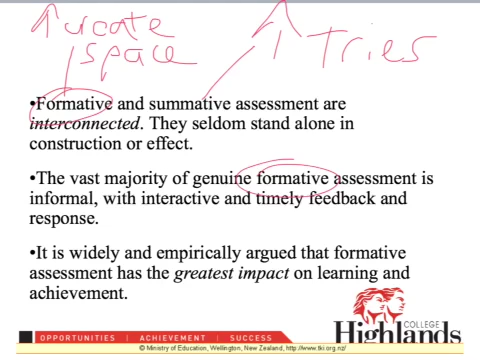 create
space
Tries
•Formative and summative assessment are
interconnected. They seldom stand alone in
construction or effect.
•The vast majority of genuine formative assessment is
informal, with interactive and timely feedback and
response.
•It is widely and empirically argued that formative
assessment has the greatest impact on learning and
achievement.
COLLEGE
Highlands
OPPORTUNITIES | ACHIEVEMENT | SUCCESS
© Ministry of Education, Wellington, New Zealand, http://www.tki.org.nz/